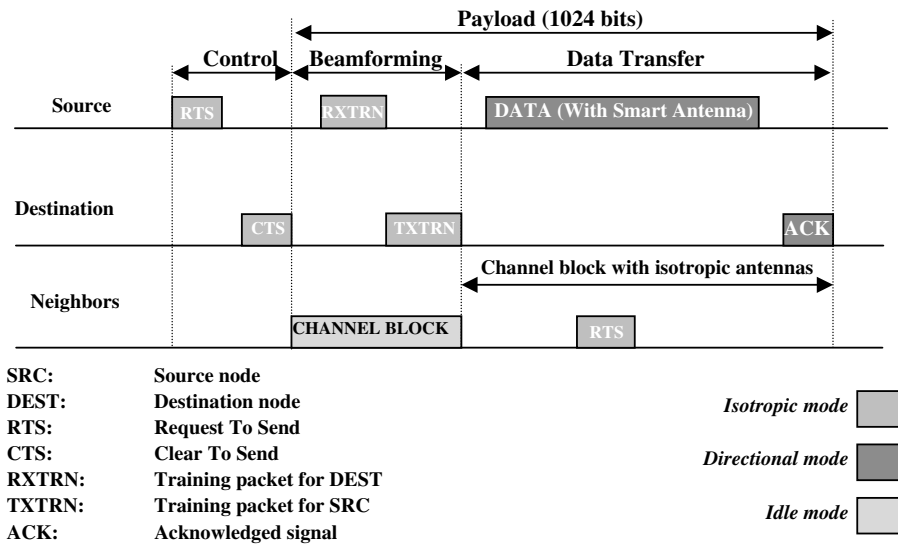 Payload (1024 bits)
Control Beamforming Data Transfer
Source RTS RXTRN DATA (With Smart Antenna)
Destination CTS TXTRN ACK
Channel block with isotropic antennas
Neighbors CHANNEL BLOCK RTS
SRC: Source node
DEST: Destination node
RTS: Request To Send
CTS: Clear To Send
RXTRN: Training packet for DEST
TXTRN: Training packet for SRC
ACK: Acknowledged signal
Isotropic mode
Directional mode
Idle mode